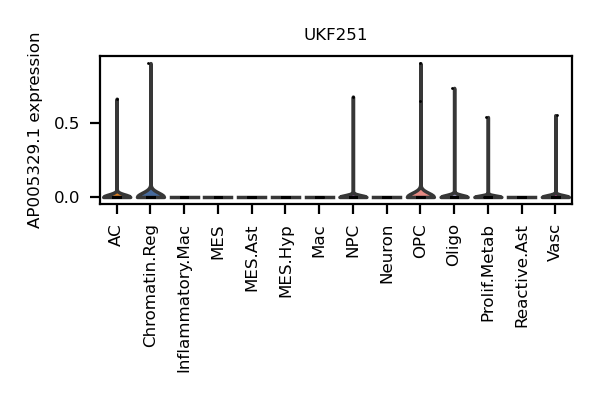 UKF251
AP005329.1 expression
0.5
0.0
AC
Chromatin.Reg
Inflammatory.Mac
MES
MES.Ast
MES.Hyp
Mac
NPC
Neuron
OPC
Oligo
Prolif.Metab
Reactive.Ast
Vasc